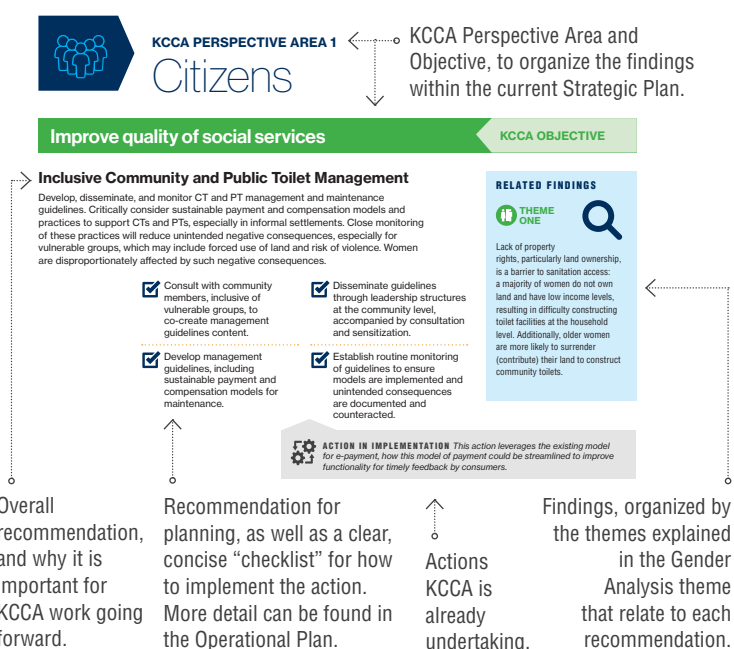 KCCA PERSPECTIVE AREA 1
Citizens
KCCA Perspective Area and
Objective, to organize the findings
within the current Strategic Plan.
Improve quality of social services
KCCA OBJECTIVE
Inclusive Community and Public Toilet Management
Develop, disseminate, and monitor CT and PT management and maintenance
guidelines. Critically consider sustainable payment and compensation models and
practices to support CTs and PTs, especially in informal settlements. Close monitoring
of these practices will reduce unintended negative consequences, especially for
vulnerable groups, which may include forced use of land and risk of violence. Women
are disproportionately affected by such negative consequences.
Consult with community
members, inclusive of
vulnerable groups, to
co-create management
guidelines content.
Disseminate guidelines
through leadership structures
at the community level,
accompanied by consultation
and sensitization.
Develop management
guidelines, including
sustainable payment and
compensation models for
maintenance.
Establish routine monitoring
of guidelines to ensure
models are implemented and
unintended consequences
are documented and
counteracted.
RELATED FINDINGS
THEME
ONE
Lack of property
rights, particularly land ownership,
is a barrier to sanitation access:
a majority of women do not own
land and have low income levels,
resulting in difficulty constructing
toilet facilities at the household
level. Additionally, older women
are more likely to surrender
(contribute) their land to construct
community toilets.
ACTION IN IMPLEMENTATION This action leverages the existing model
for e-payment, how this model of payment could be streamlined to improve
functionality for timely feedback by consumers.
Overall
recommendation,
and why it is
important for
KCCA work going
forward.
Recommendation for
planning, as well as a clear,
concise “checklist” for how
to implement the action.
More detail can be found in
the Operational Plan.
Actions
KCCA is
already
undertaking.
Findings, organized by
the themes explained
in the Gender
Analysis theme
that relate to each
recommendation.